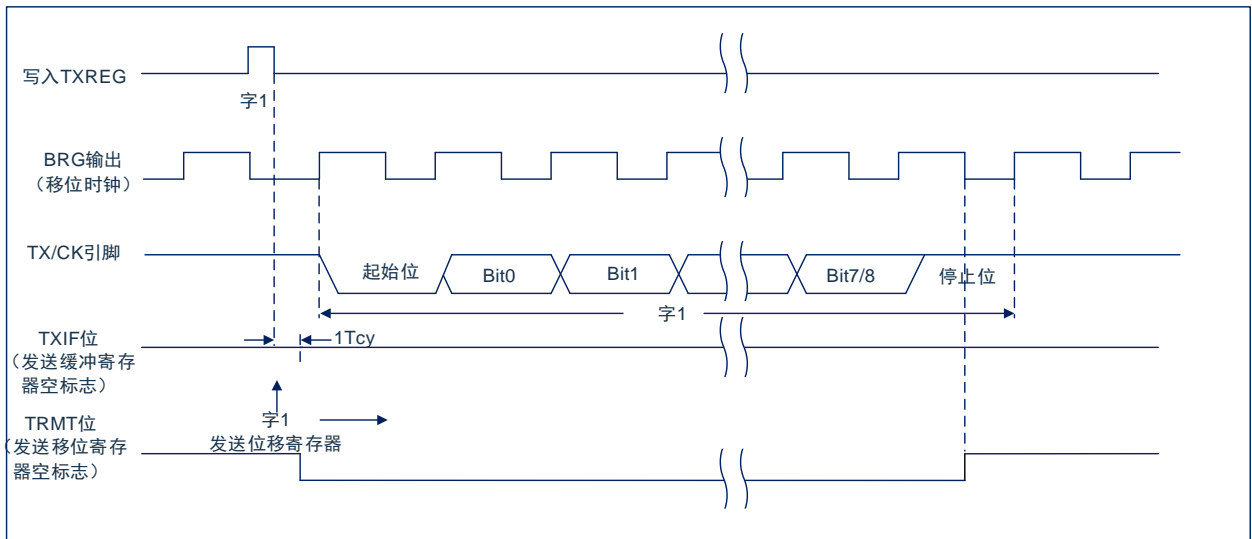 写入TXREG
字1
BRG输出
（移位时钟）
TX/CK引脚
起始位
Bit0
Bit1
Bit7/8
停止位
字1
TXIF位
（发送缓冲寄存
器空标志）
1Tcy
字1
发送位移寄存器
TRMT位
（发送移位寄存
器空标志）